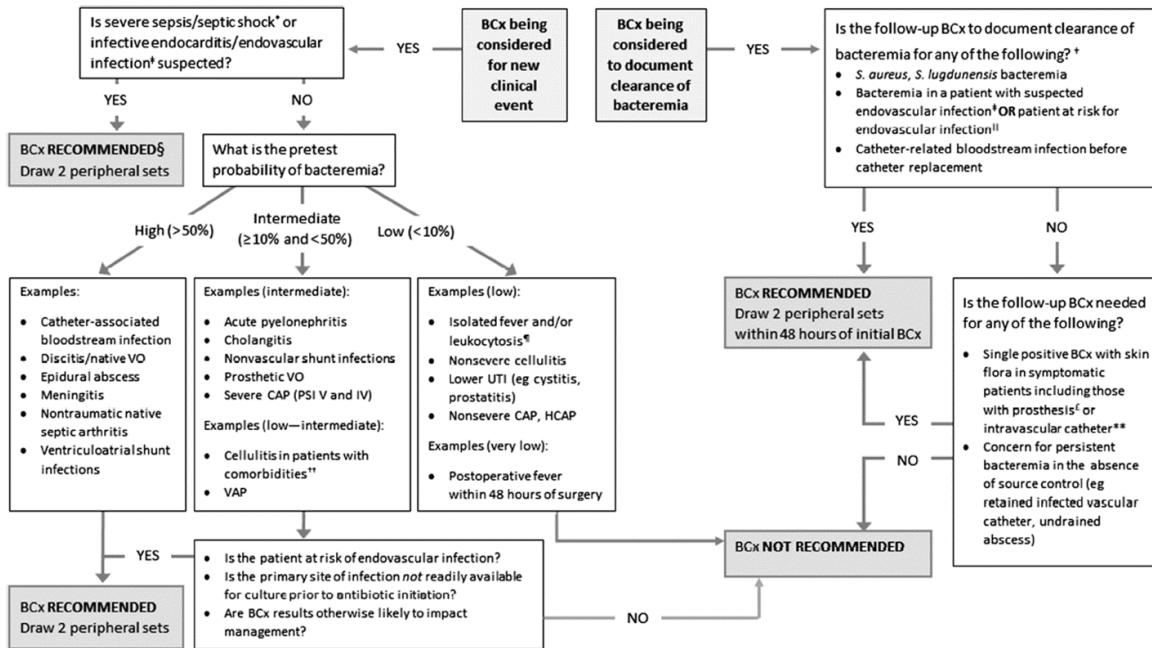 Is severe sepsis/septic shock* or
infective endocarditis/endovascular
infection‡ suspected?
YES
BCx being
considered
for new
clinical
event
BCx being
considered
to document
clearance of
bacteremia
YES
Is the follow-up BCx to document clearance of
bacteremia for any of the following? †
• S. aureus, S. lugdunensis bacteremia
• Bacteremia in a patient with suspected
endovascular infection‡ OR patient at risk for
endovascular infection||
• Catheter-related bloodstream infection before
catheter replacement
YES
NO
BCx RECOMMENDED§
Draw 2 peripheral sets
What is the pretest
probability of bacteremia?
High (>50%)
Intermediate
(≥10% and <50%)
Low (<10%)
Examples:
• Catheter-associated
bloodstream infection
• Discitis/native VO
• Epidural abscess
• Meningitis
• Nontraumatic native
septic arthritis
• Ventriculoatrial shunt
infections
Examples (intermediate):
• Acute pyelonephritis
• Cholangitis
• Nonvascular shunt infections
• Prosthetic VO
• Severe CAP (PSI V and IV)
Examples (low—intermediate):
• Cellulitis in patients with
comorbidities††
• VAP
Examples (low):
• Isolated fever and/or
leukocytosis¶
• Nonsevere cellulitis
• Lower UTI (eg cystitis,
prostatitis)
• Nonsevere CAP, HCAP
Examples (very low):
• Postoperative fever
within 48 hours of surgery
YES
NO
BCx RECOMMENDED
Draw 2 peripheral sets
within 48 hours of initial BCx
Is the follow-up BCx needed
for any of the following?
• Single positive BCx with skin
flora in symptomatic
patients including those
with prosthesis£ or
intravascular catheter**
• Concern for persistent
bacteremia in the absence
of source control (eg
retained infected vascular
catheter, undrained
abscess)
YES
NO
BCx NOT RECOMMENDED
YES
• Is the patient at risk of endovascular infection?
• Is the primary site of infection not readily available
for culture prior to antibiotic initiation?
• Are BCx results otherwise likely to impact
management?
NO
BCx RECOMMENDED
Draw 2 peripheral sets